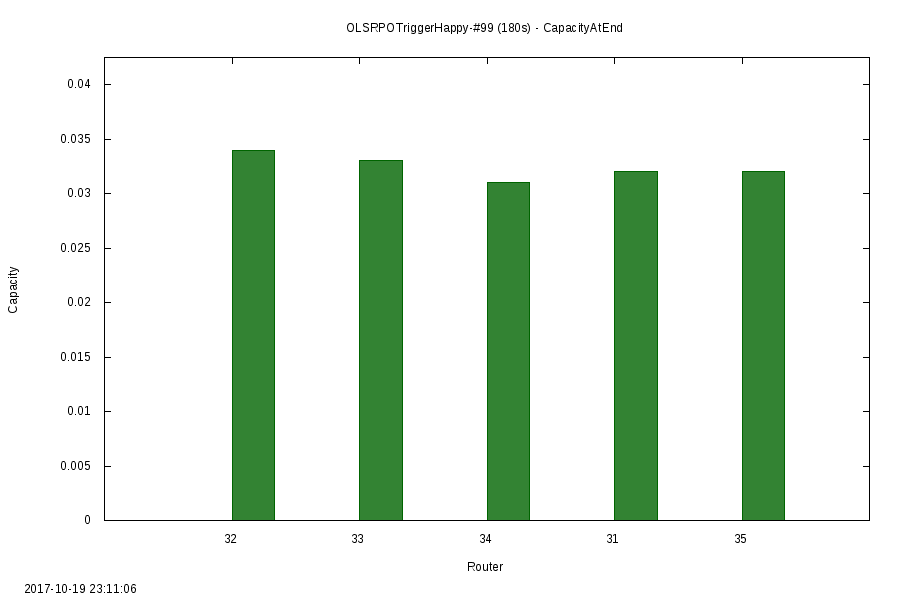 OLSRPOTriggerHappy-#99 (180s) - CapacityAtEnd
0.04
0.035
0.03
0.025
0.02
0.015
0.01
0.005
0
Capacity
32 33 34 31 35
Router
2017-10-19 23:11:06